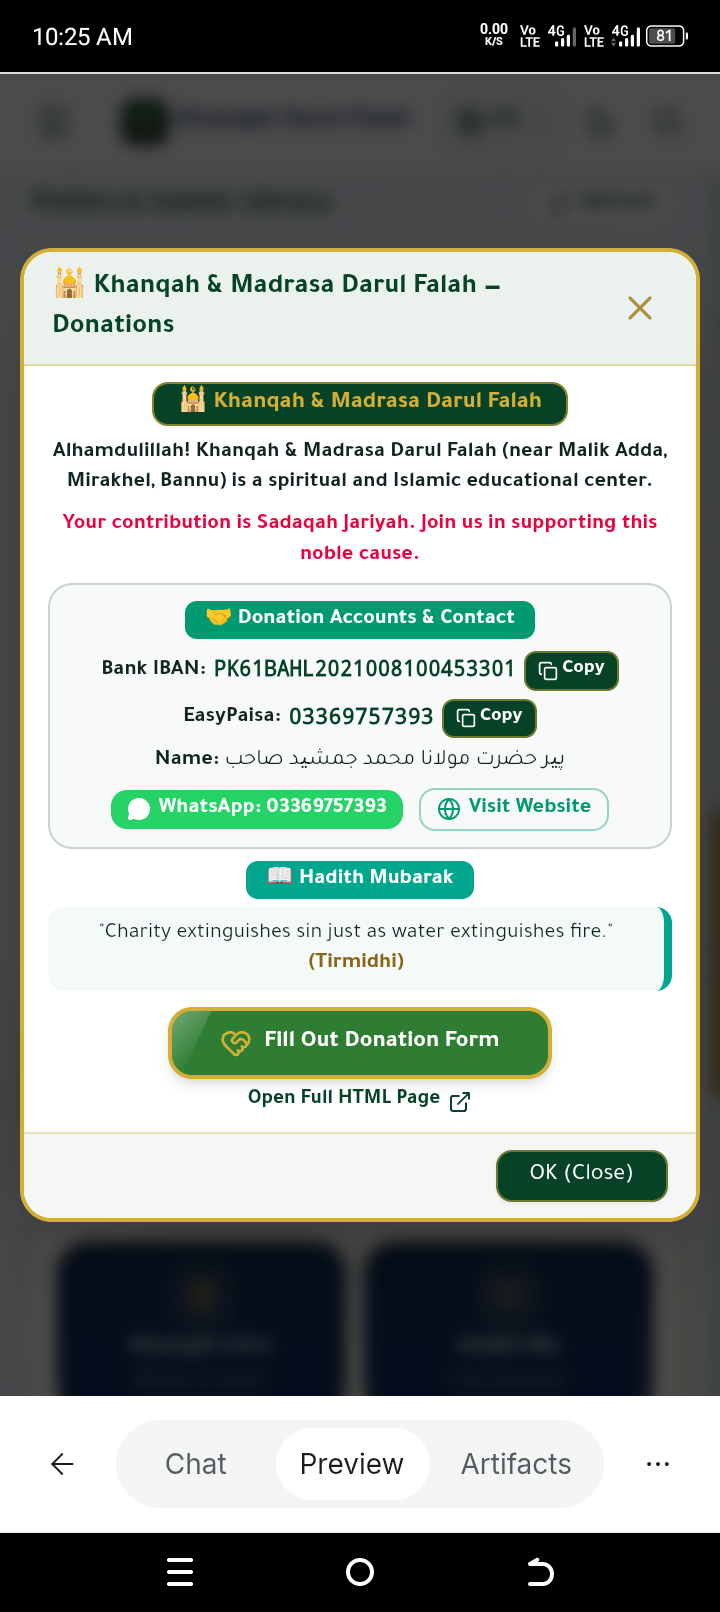 10:25 AM
0.00 K/S Vo LTE 4G Vo LTE 4G 81
Khanqah & Madrasa Darul Falah –
Donations
Khanqah & Madrasa Darul Falah
Alhamdulillah! Khanqah & Madrasa Darul Falah (near Malik Adda,
Mirakhel, Bannu) is a spiritual and Islamic educational center.
Your contribution is Sadaqah Jariyah. Join us in supporting this
noble cause.
Donation Accounts & Contact
Bank IBAN: PK61BAHL2021008100453301 Copy
EasyPaisa: 03369757393 Copy
Name: پیر حضرت مولانا محمد جمشید صاحب
WhatsApp: 03369757393 Visit Website
Hadith Mubarak
"Charity extinguishes sin just as water extinguishes fire."
(Tirmidhi)
Fill Out Donation Form
Open Full HTML Page
OK (Close)
Chat Preview Artifacts